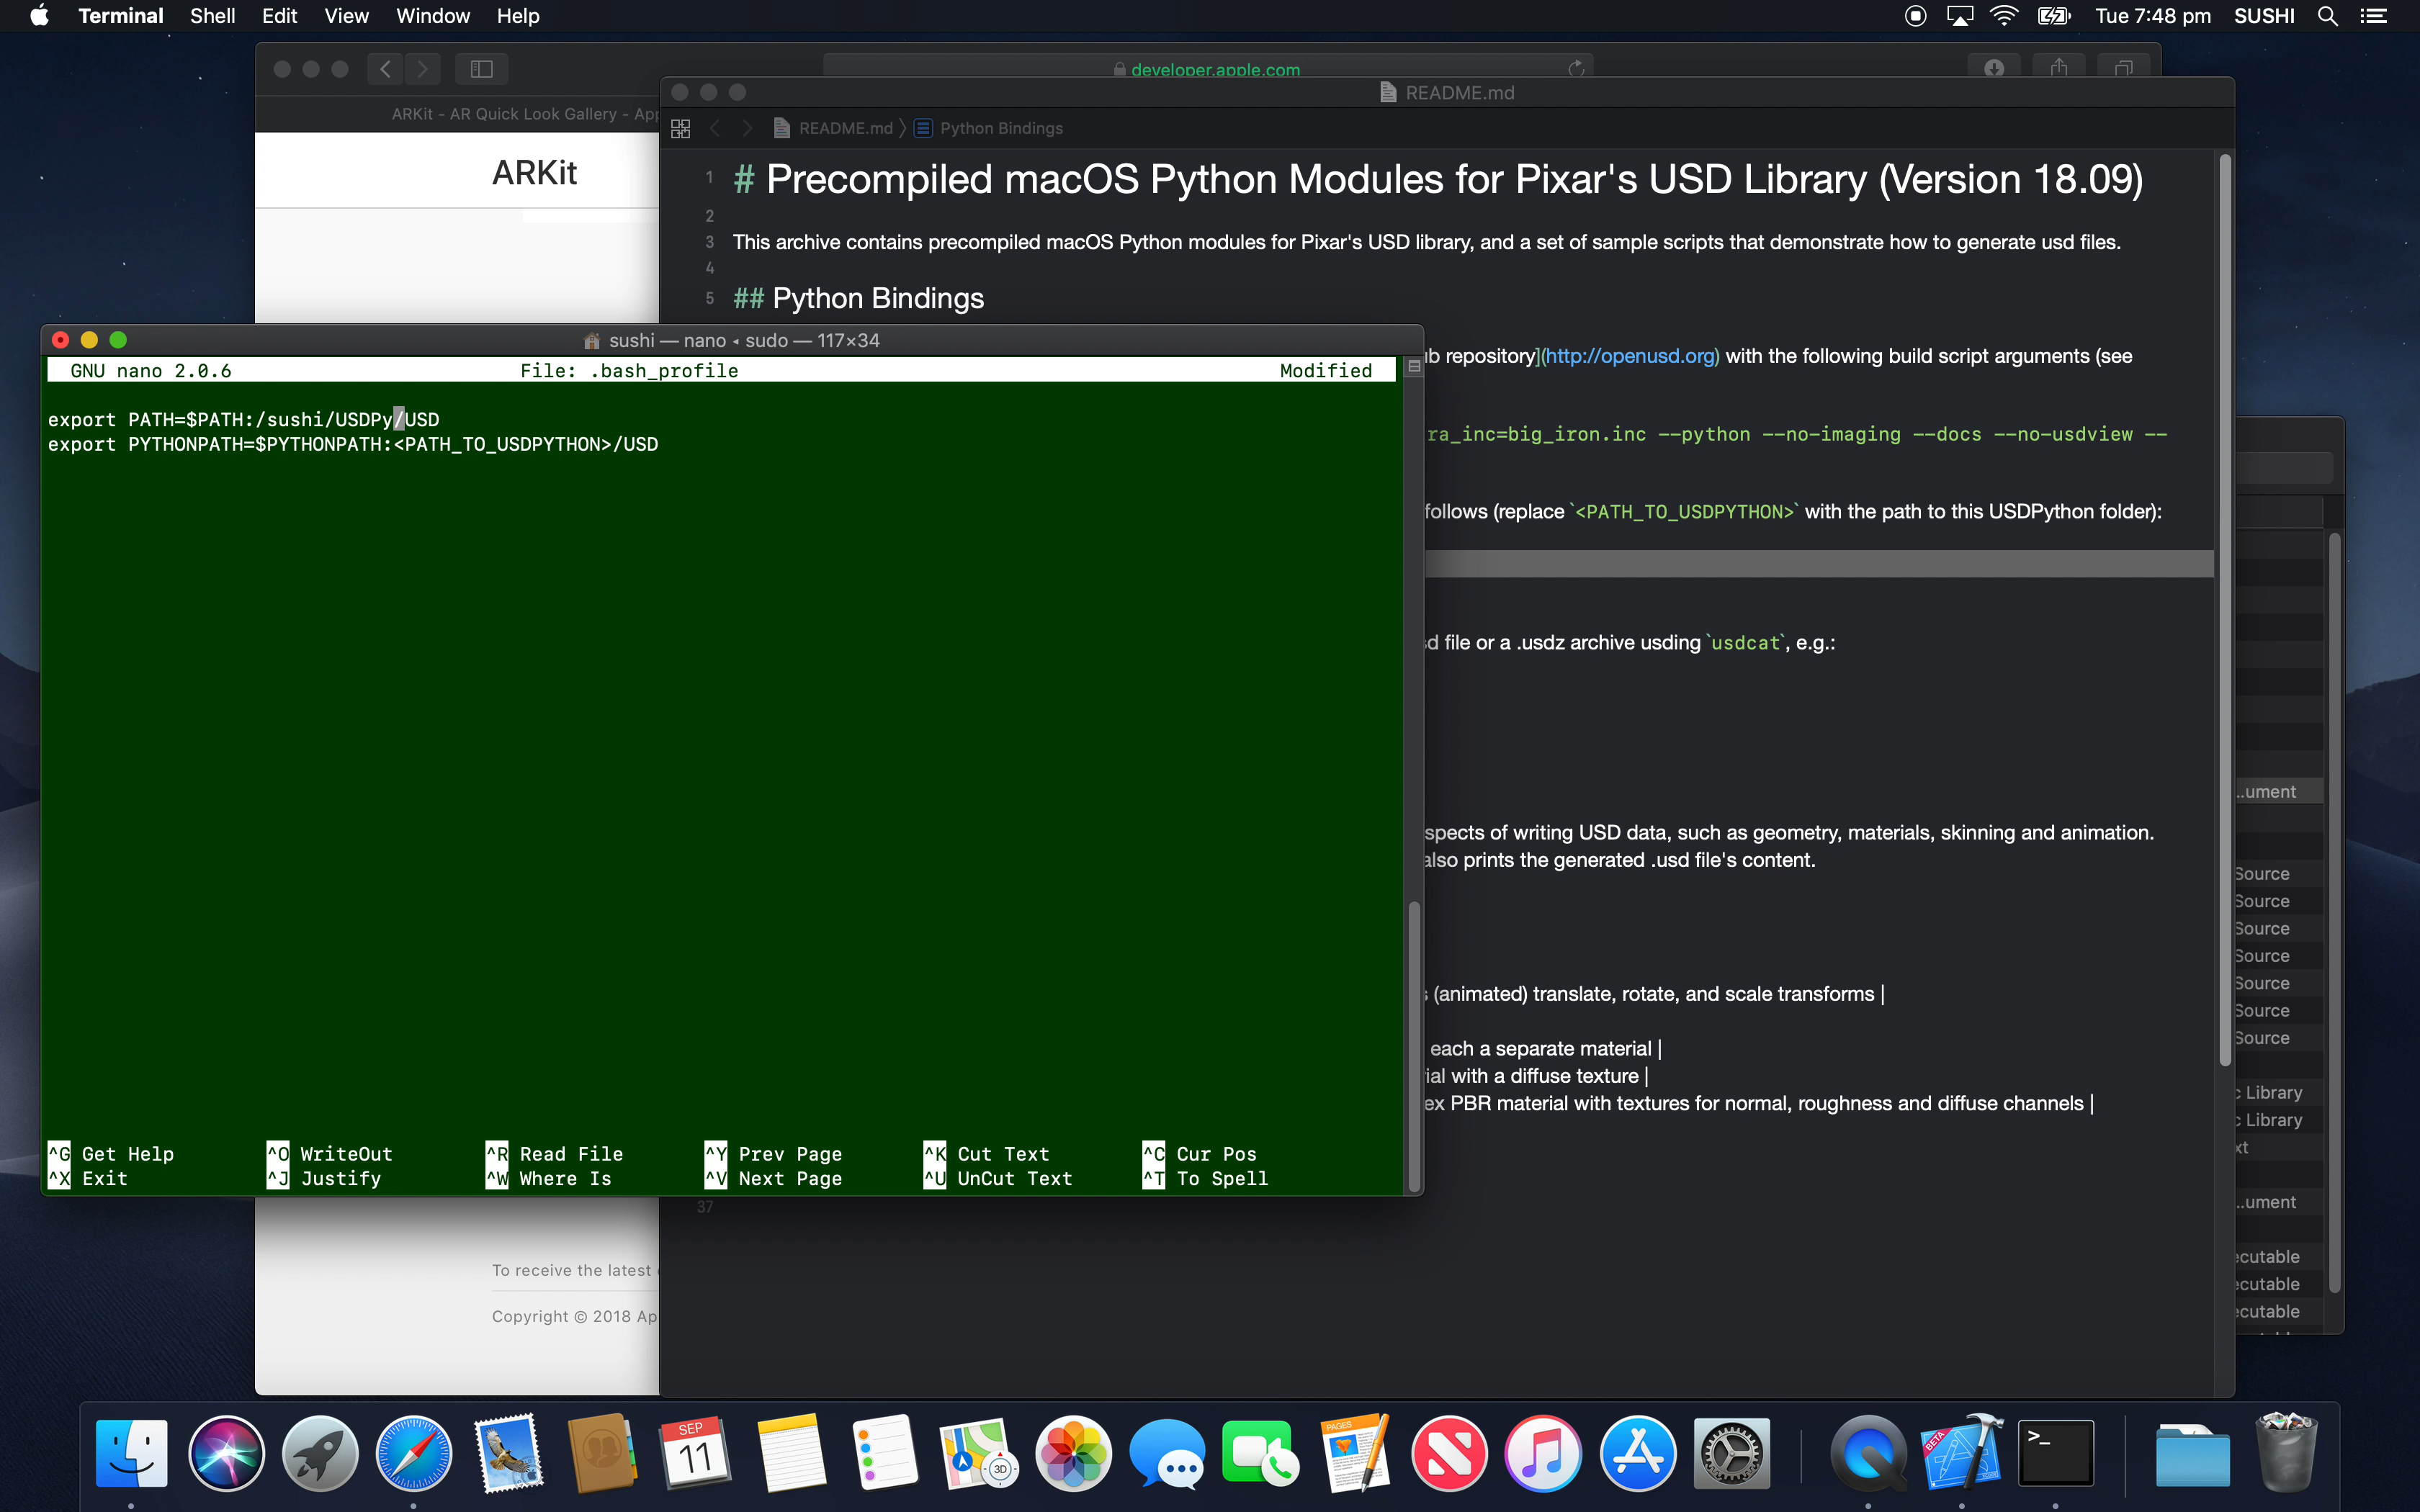 Terminal Shell Edit View Window Help
Tue 7:48 pm SUSHI
developer.apple.com
ARKit - AR Quick Look Gallery - App
ARKit
README.md
README.md Python Bindings
1 # Precompiled macOS Python Modules for Pixar's USD Library (Version 18.09)
2
3 This archive contains precompiled macOS Python modules for Pixar's USD library, and a set of sample scripts that demonstrate how to generate usd files.
4
5 ## Python Bindings
sushi — nano ◂ sudo — 117×34
GNU nano 2.0.6 File: .bash_profile Modified
export PATH=$PATH:/sushi/USDPy/USD
export PYTHONPATH=$PYTHONPATH:<PATH_TO_USDPYTHON>/USD
^G Get Help ^O WriteOut ^R Read File ^Y Prev Page ^K Cut Text ^C Cur Pos
^X Exit ^J Justify ^W Where Is ^V Next Page ^U UnCut Text ^T To Spell
repository](http://openusd.org) with the following build script arguments (see
ra_inc=big_iron.inc --python --no-imaging --docs --no-usdview --
follows (replace `<PATH_TO_USDPYTHON>` with the path to this USDPython folder):
file or a .usdz archive usding `usdcat`, e.g.:
spects of writing USD data, such as geometry, materials, skinning and animation.
also prints the generated .usd file's content.
(animated) translate, rotate, and scale transforms |
each a separate material |
ial with a diffuse texture |
ex PBR material with textures for normal, roughness and diffuse channels |
37
...ument
Source
Source
Source
Source
Source
Source
Source
Library
Library
xt
...ument
ecutable
ecutable
ecutable
To receive the latest
Copyright © 2018 Ap
SEP
11
3D
PAGES
BETA
>_